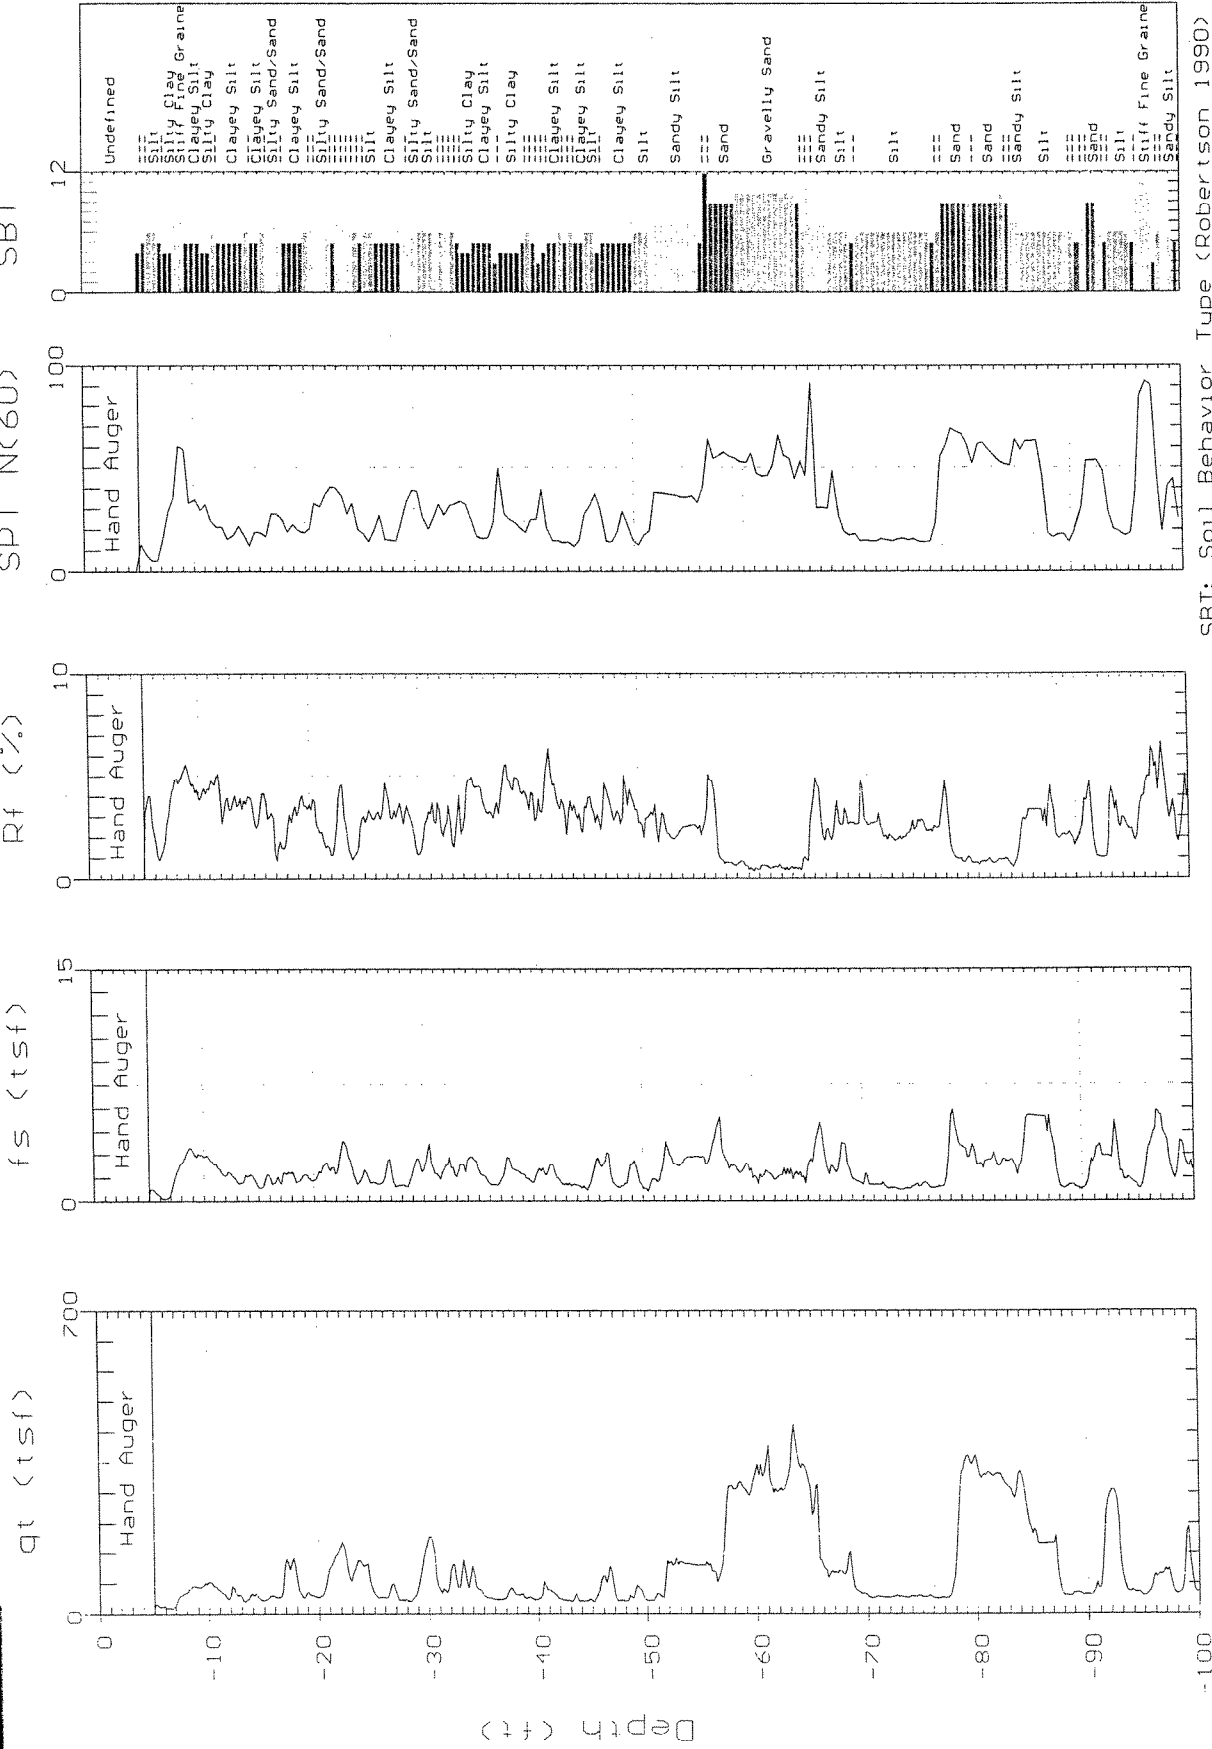 qt (tsf)
fs (tsf)
Rf (%)
SPT N(60)
SBT
0
700
0
15
0
10
0
100
0
12
Hand Auger
Hand Auger
Hand Auger
Hand Auger
Depth (ft)
0
-10
-20
-30
-40
-50
-60
-70
-80
-90
-100
Undefined
Silt
Silty Clay
Stiff Fine Graine
Clayey Silt
Silty Clay
Clayey Silt
Clayey Silt
Silty Sand/Sand
Clayey Silt
Silty Sand/Sand
Silt
Clayey Silt
Silty Sand/Sand
Silt
Silty Clay
Clayey Silt
Silty Clay
Clayey Silt
Clayey Silt
Silt
Clayey Silt
Silt
Sandy Silt
Sand
Gravelly Sand
Sandy Silt
Silt
Silt
Sand
Sand
Sandy Silt
Silt
Sand
Silt
Stiff Fine Graine
Sandy Silt
SBT: Soil Behavior Type (Robertson 1990)